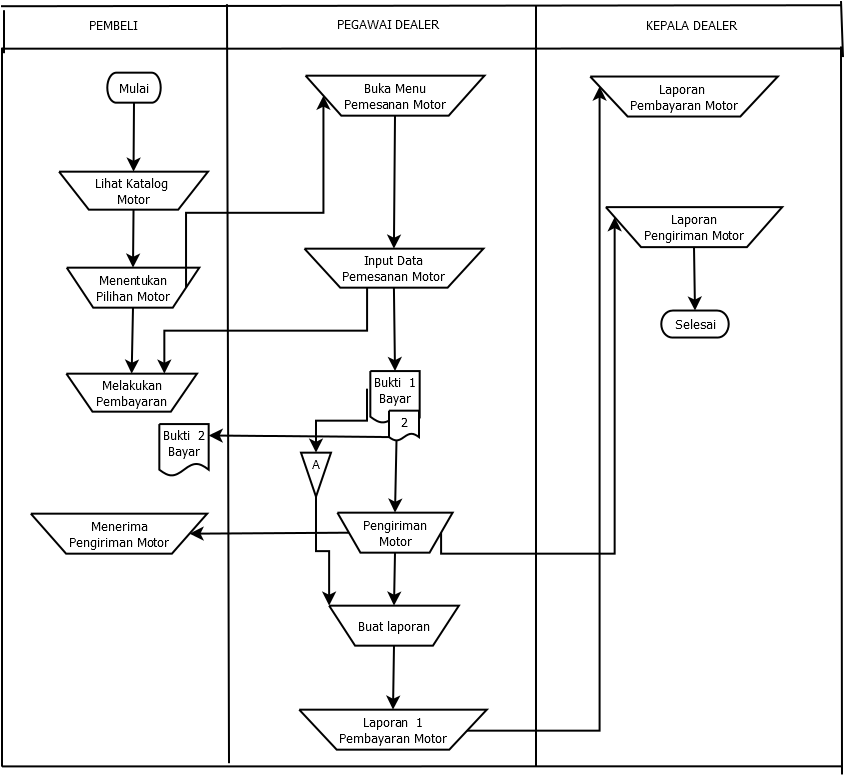 PEMBELI
PEGAWAI DEALER
KEPALA DEALER
Mulai
Lihat Katalog
Motor
Menentukan
Pilihan Motor
Melakukan
Pembayaran
Bukti 2
Bayar
Menerima
Pengiriman Motor
Buka Menu
Pemesanan Motor
Input Data
Pemesanan Motor
Bukti 1
Bayar
2
A
Pengiriman
Motor
Buat laporan
Laporan 1
Pembayaran Motor
Laporan
Pembayaran Motor
Laporan
Pengiriman Motor
Selesai